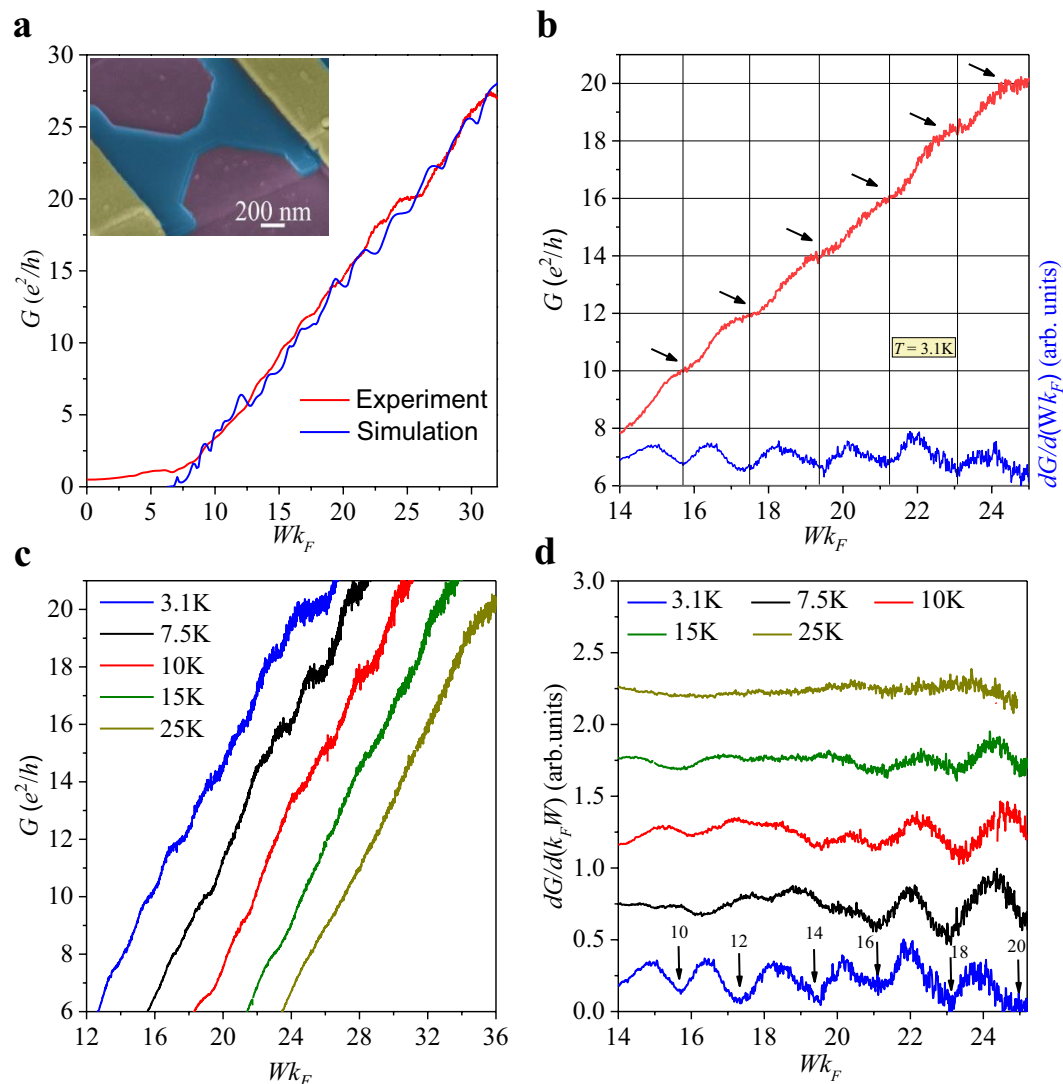 a
30
25
20
15
10
5
0
G (e²/h)
200 nm
Experiment
Simulation
0 5 10 15 20 25 30
Wk_F
b
20
18
16
14
12
10
8
6
G (e²/h)
T = 3.1K
dG/d(Wk_F) (arb. units)
14 16 18 20 22 24
Wk_F
c
20
18
16
14
12
10
8
6
G (e²/h)
3.1K
7.5K
10K
15K
25K
12 16 20 24 28 32 36
Wk_F
d
3.0
2.5
2.0
1.5
1.0
0.5
0.0
dG/d(k_FW) (arb.units)
3.1K 7.5K 10K
15K 25K
10 12 14 16 18 20
14 16 18 20 22 24
Wk_F